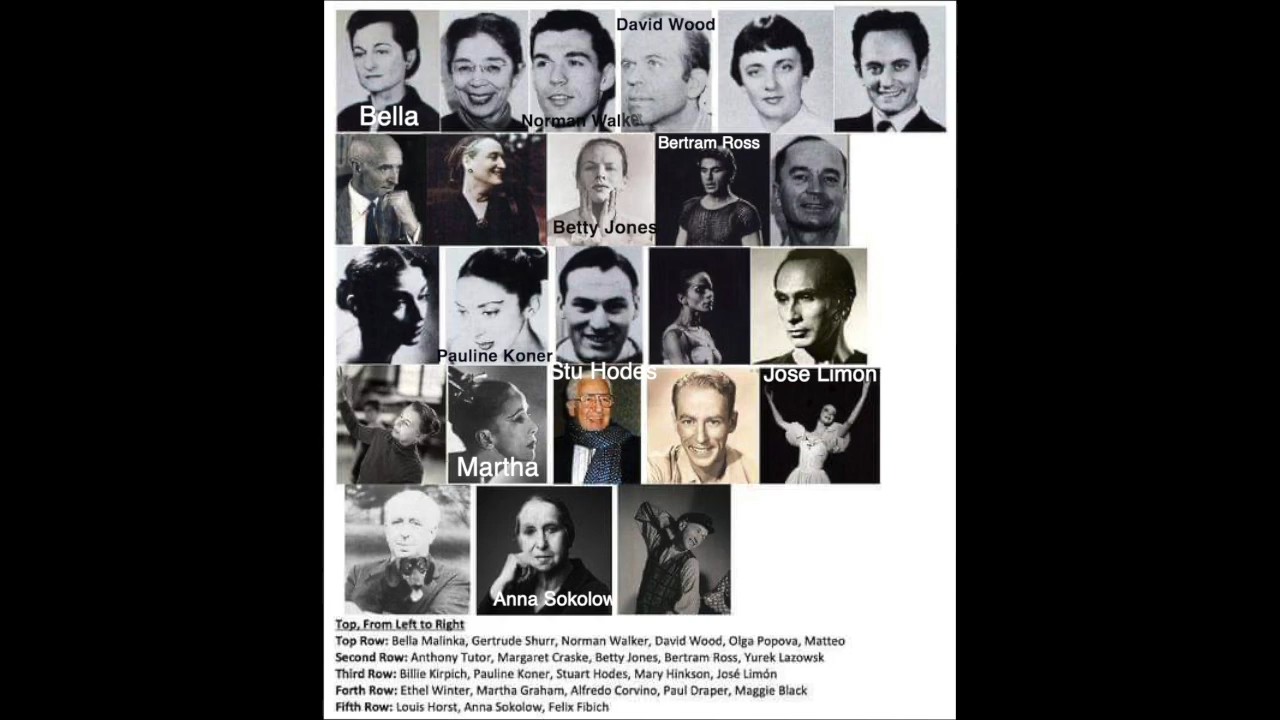 David Wood
Bella
Norman Walke
Bertram Ross
Betty Jones
Pauline Koner
Stu Hodes
Jose Limon
Martha
Anna Sokolow
Top, From Left to Right
Top Row: Bella Malinka, Gertrude Shurr, Norman Walker, David Wood, Olga Popova, Matteo
Second Row: Anthony Tutor, Margaret Craske, Betty Jones, Bertram Ross, Yurek Lazowsk
Third Row: Billie Kirpich, Pauline Koner, Stuart Hodes, Mary Hinkson, José Limón
Forth Row: Ethel Winter, Martha Graham, Alfredo Corvino, Paul Draper, Maggie Black
Fifth Row: Louis Horst, Anna Sokolow, Felix Fibich